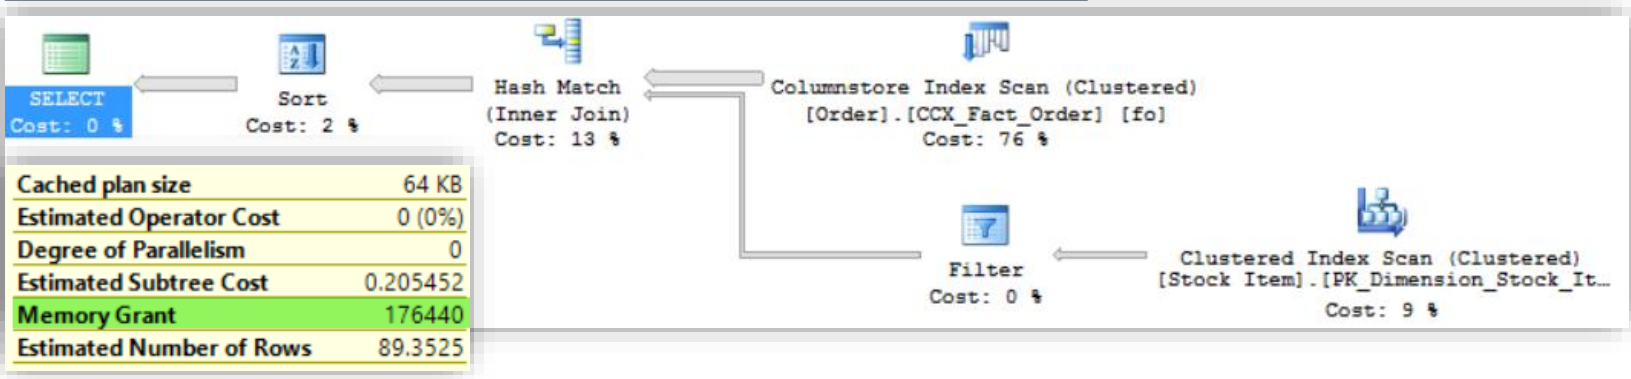 SELECT
Cost: 0 %
Sort
Cost: 2 %
Hash Match
(Inner Join)
Cost: 13 %
Columnstore Index Scan (Clustered)
[Order].[CCX_Fact_Order] [fo]
Cost: 76 %
Filter
Cost: 0 %
Clustered Index Scan (Clustered)
[Stock Item].[PK_Dimension_Stock_It…
Cost: 9 %
Cached plan size 64 KB
Estimated Operator Cost 0 (0%)
Degree of Parallelism 0
Estimated Subtree Cost 0.205452
Memory Grant 176440
Estimated Number of Rows 89.3525